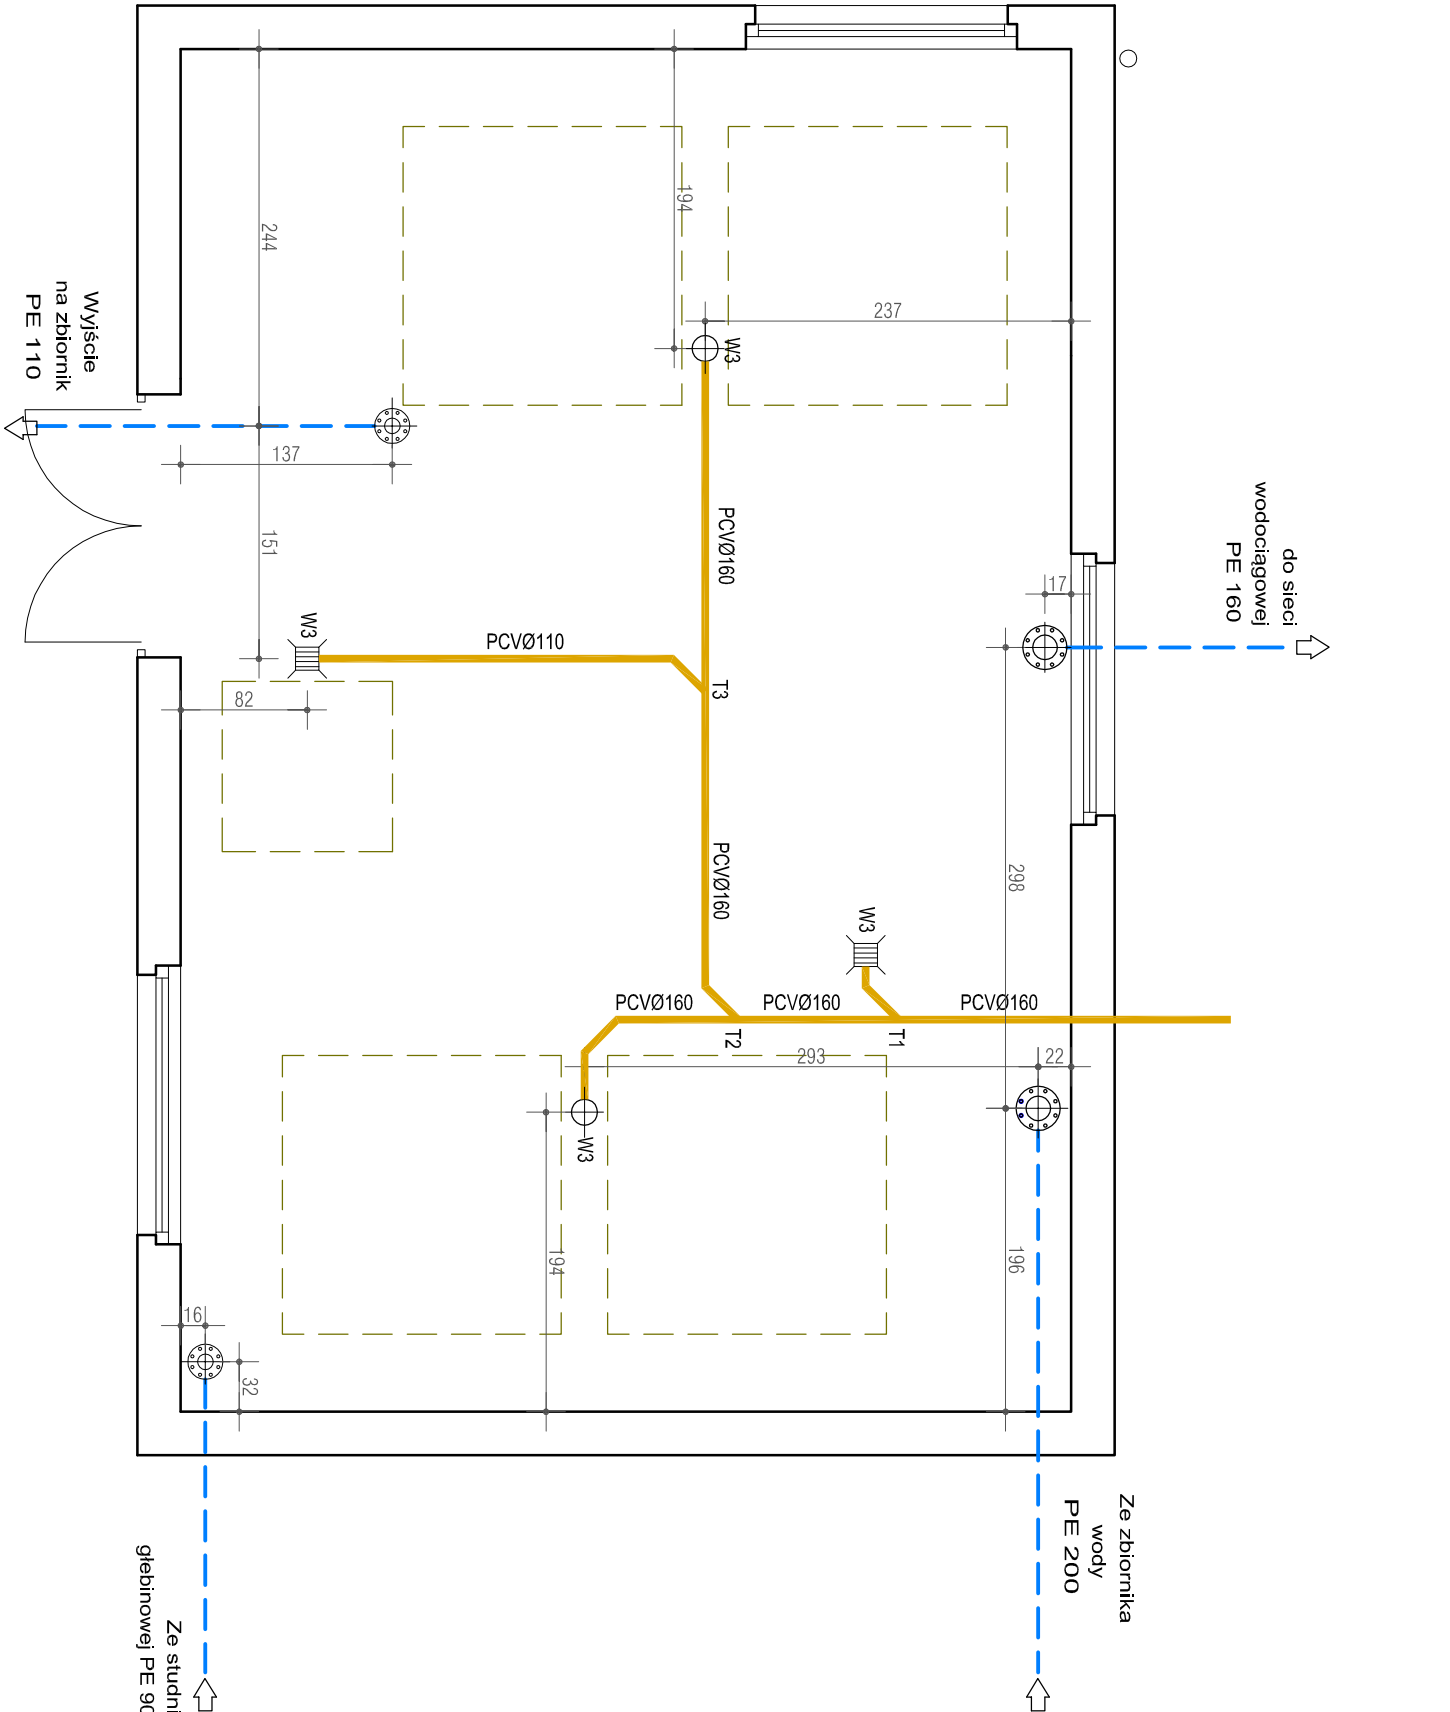 194
244
237
Wyjście
na zbiornik
PE 110
W3
137
151
PCVØ160
do sieci
wodociągowej
PE 160
17
W3
PCVØ110
T3
82
PCVØ160
298
W3
PCVØ160
PCVØ160
PCVØ160
T2
T1
293
22
W3
194
196
16
32
Ze zbiornika
wody
PE 200
Ze studni
głebinowej PE 90